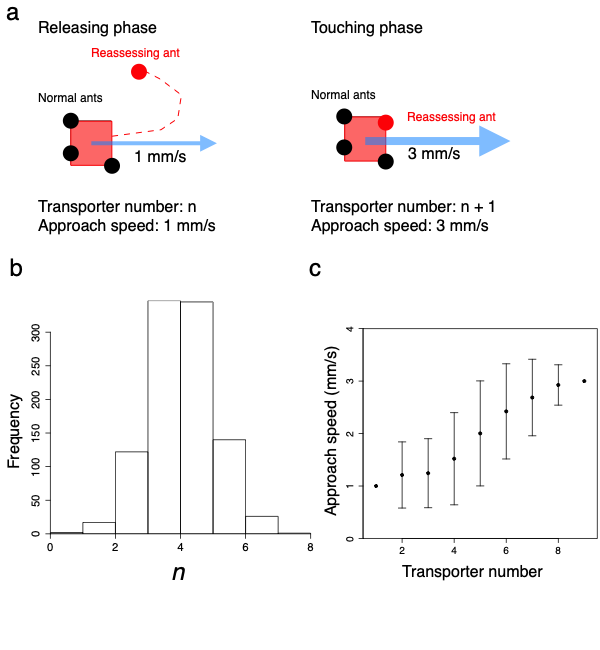 a
Releasing phase
Reassessing ant
Normal ants
1 mm/s
Transporter number: n
Approach speed: 1 mm/s
Touching phase
Normal ants
Reassessing ant
3 mm/s
Transporter number: n + 1
Approach speed: 3 mm/s
b
Frequency
0 50 100 150 200 250 300
0 2 4 6 8
n
c
Approach speed (mm/s)
0 1 2 3 4
2 4 6 8
Transporter number